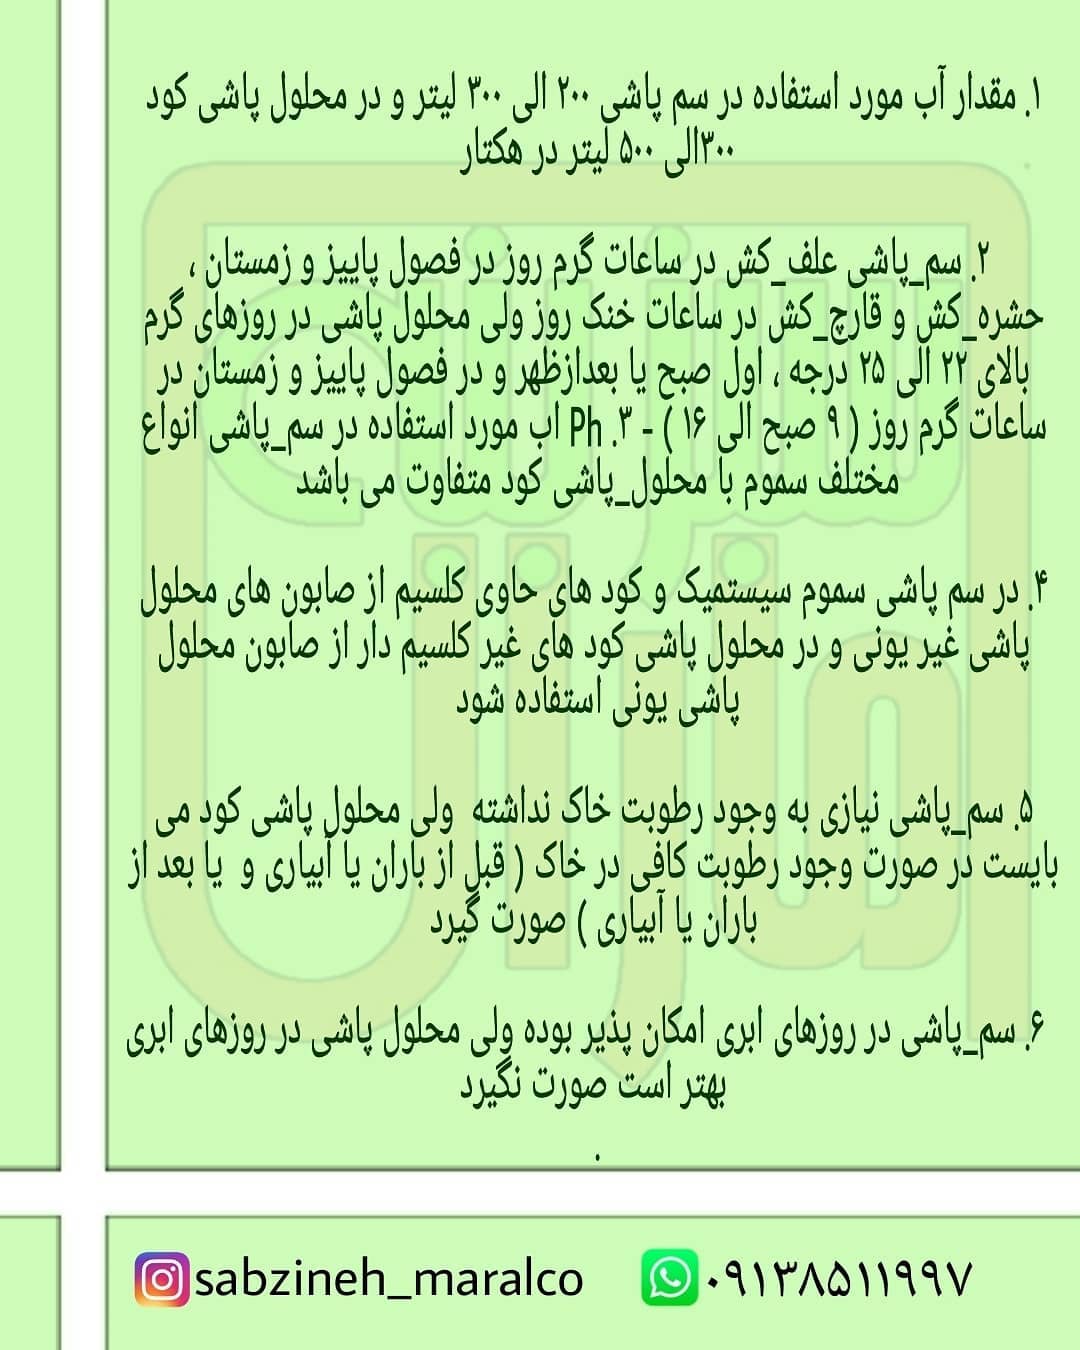 ۱. مقدار آب مورد استفاده در سم پاشی ۲۰۰ الی ۳۰۰ لیتر و در محلول پاشی کود
۳۰۰الی ۵۰۰ لیتر در هکتار
۲. سم_پاشی علف_کش در ساعات گرم روز در فصول پاییز و زمستان ،
حشره_کش و قارچ_کش در ساعات خنک روز ولی محلول پاشی در روزهای گرم
بالای ۲۲ الی ۲۵ درجه ، اول صبح یا بعدازظهر و در فصول پاییز و زمستان در
ساعات گرم روز ( ۹ صبح الی ۱۶ ) - ۳. Ph اب مورد استفاده در سم_پاشی انواع
مختلف سموم با محلول_پاشی کود متفاوت می باشد
۴. در سم پاشی سموم سیستمیک و کود های حاوی کلسیم از صابون های محلول
پاشی غیر یونی و در محلول پاشی کود های غیر کلسیم دار از صابون محلول
پاشی یونی استفاده شود
۵. سم_پاشی نیازی به وجود رطوبت خاک نداشته ولی محلول پاشی کود می
بایست در صورت وجود رطوبت کافی در خاک ( قبل از باران یا آبیاری و یا بعد از
باران یا آبیاری ) صورت گیرد
۶. سم_پاشی در روزهای ابری امکان پذیر بوده ولی محلول پاشی در روزهای ابری
بهتر است صورت نگیرد
.
sabzineh_maralco ۰۹۱۳۸۵۱۱۹۹۷